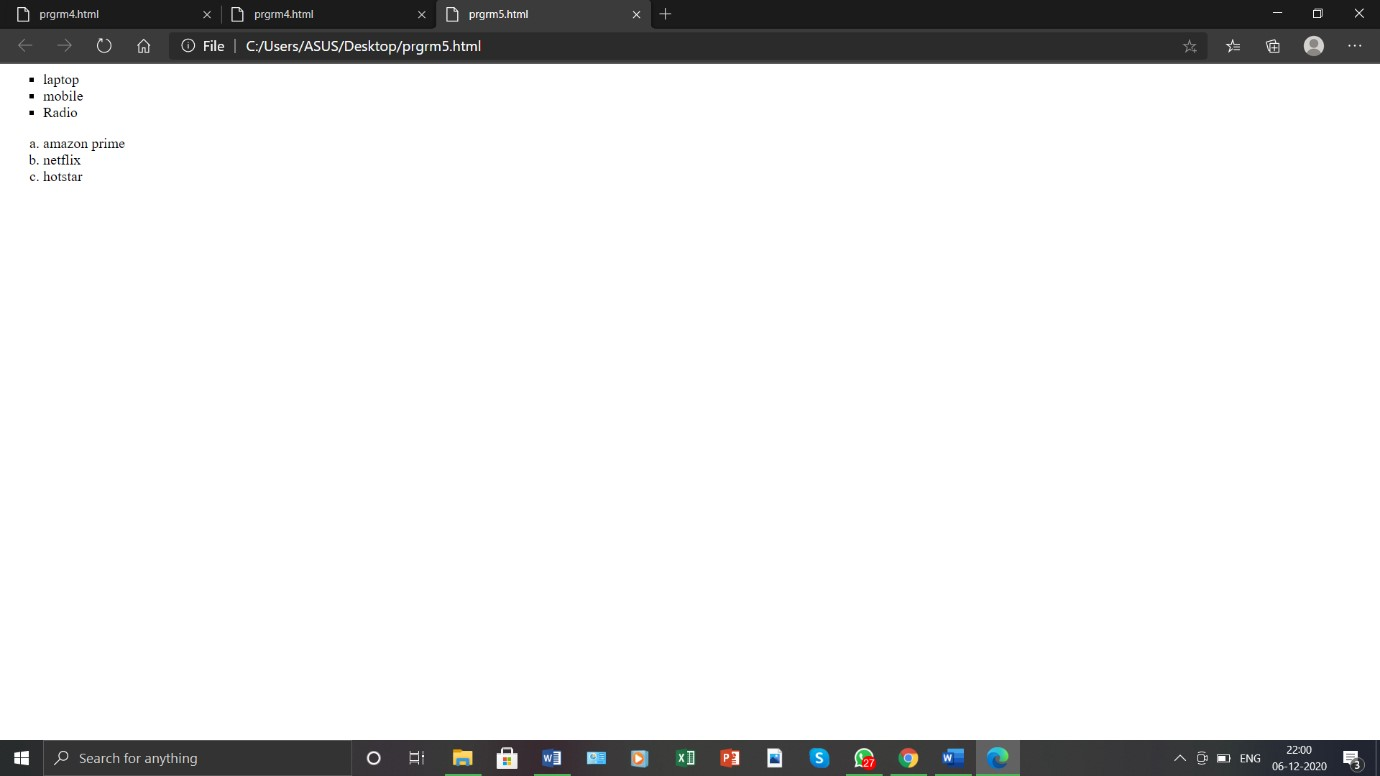 prgrm4.html
prgrm4.html
prgrm5.html
File | C:/Users/ASUS/Desktop/prgrm5.html
▪ laptop
▪ mobile
▪ Radio
a. amazon prime
b. netflix
c. hotstar
Search for anything
27
ENG
22:00
06-12-2020
3